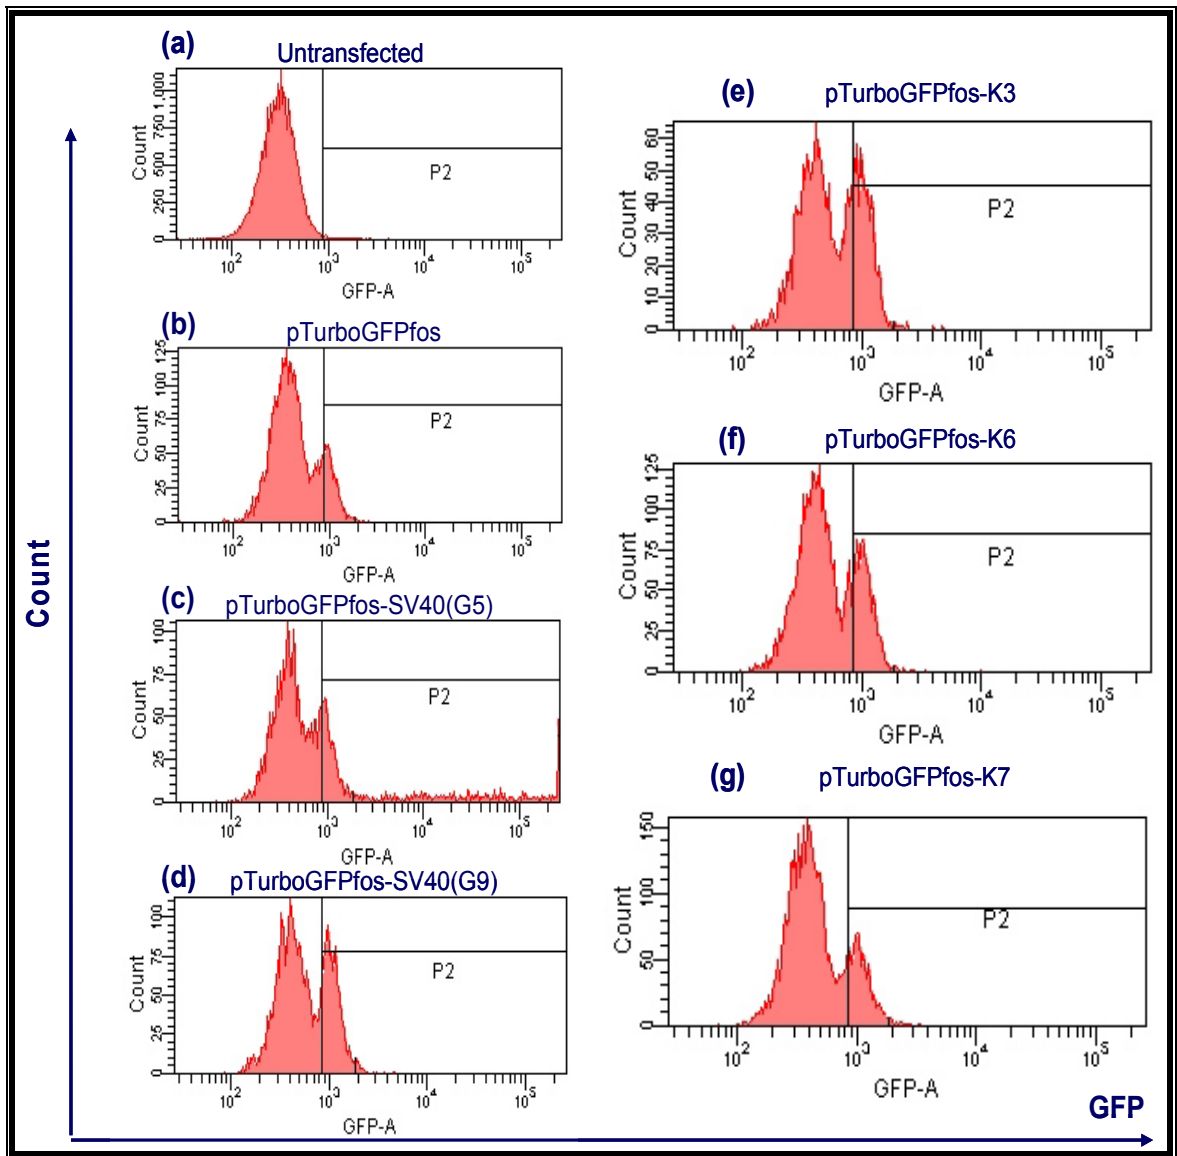 (a) Untransfected
1,000
750
500
250
0
Count
P2
10² 10³ 10⁴ 10⁵
GFP-A
(b) pTurboGFPfos
125
100
75
50
25
0
Count
P2
10² 10³ 10⁴ 10⁵
GFP-A
(c) pTurboGFPfos-SV40(G5)
100
75
50
25
0
Count
P2
10² 10³ 10⁴ 10⁵
GFP-A
(d) pTurboGFPfos-SV40(G9)
100
75
50
25
0
Count
P2
10² 10³ 10⁴ 10⁵
GFP-A
(e) pTurboGFPfos-K3
60
50
40
30
20
10
0
Count
P2
10² 10³ 10⁴ 10⁵
GFP-A
(f) pTurboGFPfos-K6
125
100
75
50
25
0
Count
P2
10² 10³ 10⁴ 10⁵
GFP-A
(g) pTurboGFPfos-K7
150
100
50
0
Count
P2
10² 10³ 10⁴ 10⁵
GFP-A
Count
GFP